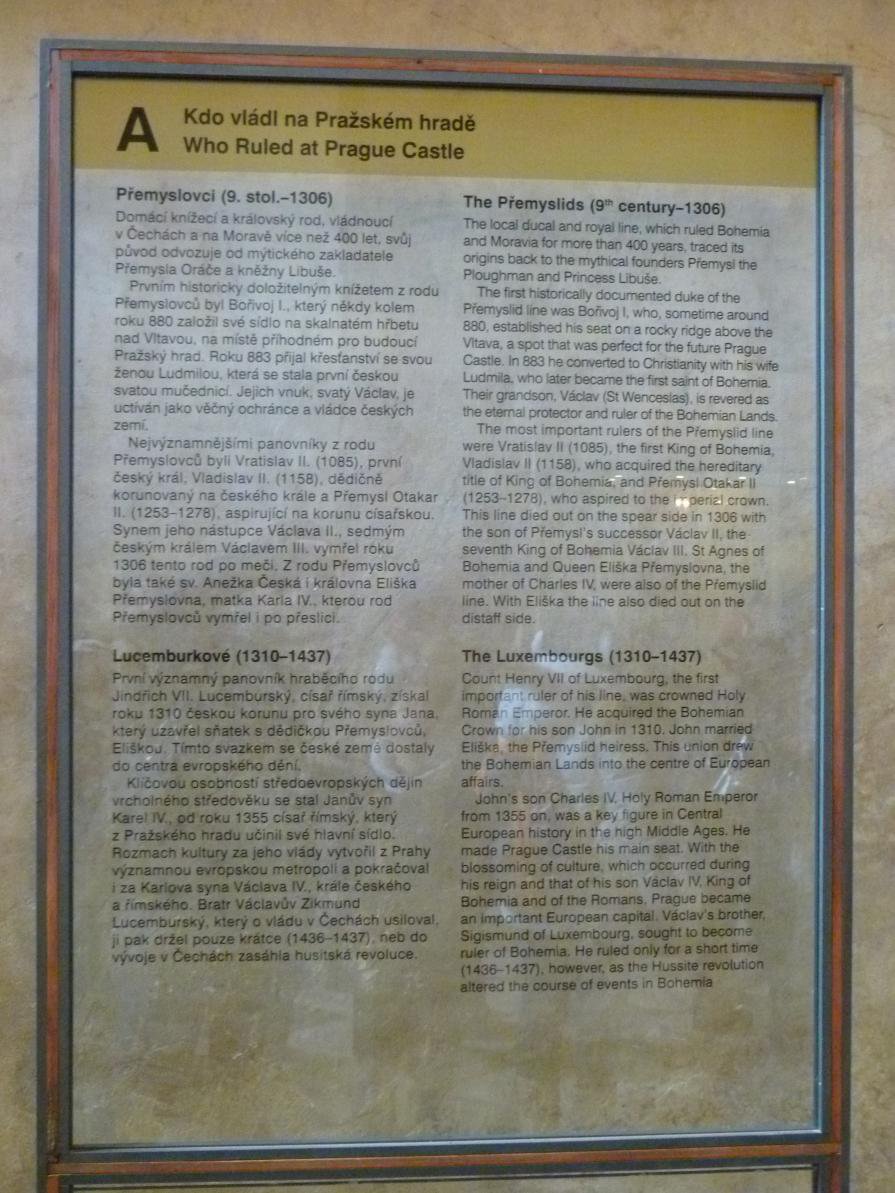 A
Kdo vládl na Pražském hradě
Who Ruled at Prague Castle
Přemyslovci (9. stol.–1306)
Domácí knížecí a královský rod, vládnoucí
v Čechách a na Moravě více než 400 let, svůj
původ odvozuje od mýtického zakladatele
Přemysla Oráče a kněžny Libuše.
Prvním historicky doložitelným knížetem z rodu
Přemyslovců byl Bořivoj I., který někdy kolem
roku 880 založil své sídlo na skalnatém hřbetu
nad Vltavou, na místě příhodném pro budoucí
Pražský hrad. Roku 883 přijal křesťanství se svou
ženou Ludmilou, která se stala první českou
svatou mučednicí. Jejich vnuk, svatý Václav, je
uctíván jako věčný ochránce a vládce českých
zemí.
Nejvýznamnějšími panovníky z rodu
Přemyslovců byli Vratislav II. (1085), první
český král, Vladislav II. (1158), dědičně
korunovaný na českého krále a Přemysl Otakar
II. (1253–1278), aspirující na korunu císařskou.
Synem jeho nástupce Václava II., sedmým
českým králem Václavem III. vymřel roku
1306 tento rod po meči. Z rodu Přemyslovců
byla také sv. Anežka Česká i královna Eliška
Přemyslovna, matka Karla IV., kterou rod
Přemyslovců vymřel i po přeslici.
Lucemburkové (1310–1437)
První významný panovník hraběcího rodu
Jindřich VII. Lucemburský, císař římský, získal
roku 1310 českou korunu pro svého syna Jana,
který uzavřel sňatek s dědičkou Přemyslovců,
Eliškou. Tímto svazkem se české země dostaly
do centra evropského dění.
Klíčovou osobností středoevropských dějin
vrcholného středověku se stal Janův syn
Karel IV., od roku 1355 císař římský, který
z Pražského hradu učinil své hlavní sídlo.
Rozmach kultury za jeho vlády vytvořil z Prahy
významnou evropskou metropoli a pokračoval
i za Karlova syna Václava IV., krále českého
a římského. Bratr Václavův Zikmund
Lucemburský, který o vládu v Čechách usiloval,
ji pak držel pouze krátce (1436–1437), neb do
vývoje v Čechách zasáhla husitská revoluce.
The Přemyslids (9th century–1306)
The local ducal and royal line, which ruled Bohemia
and Moravia for more than 400 years, traced its
origins back to the mythical founders Přemysl the
Ploughman and Princess Libuše.
The first historically documented duke of the
Přemyslid line was Bořivoj I, who, sometime around
880, established his seat on a rocky ridge above the
Vltava, a spot that was perfect for the future Prague
Castle. In 883 he converted to Christianity with his wife
Ludmila, who later became the first saint of Bohemia.
Their grandson, Václav (St Wenceslas), is revered as
the eternal protector and ruler of the Bohemian Lands.
The most important rulers of the Přemyslid line
were Vratislav II (1085), the first King of Bohemia,
Vladislav II (1158), who acquired the hereditary
title of King of Bohemia, and Přemysl Otakar II
(1253–1278), who aspired to the imperial crown.
This line died out on the spear side in 1306 with
the son of Přemysl's successor Václav II, the
seventh King of Bohemia Václav III. St Agnes of
Bohemia and Queen Eliška Přemyslovna, the
mother of Charles IV, were also of the Přemyslid
line. With Eliška the line also died out on the
distaff side.
The Luxembourgs (1310–1437)
Count Henry VII of Luxembourg, the first
important ruler of his line, was crowned Holy
Roman Emperor. He acquired the Bohemian
Crown for his son John in 1310. John married
Eliška, the Přemyslid heiress. This union drew
the Bohemian Lands into the centre of European
affairs.
John's son Charles IV, Holy Roman Emperor
from 1355 on, was a key figure in Central
European history in the high Middle Ages. He
made Prague Castle his main seat. With the
blossoming of culture, which occurred during
his reign and that of his son Václav IV, King of
Bohemia and of the Romans, Prague became
an important European capital. Václav's brother,
Sigismund of Luxembourg, sought to become
ruler of Bohemia. He ruled only for a short time
(1436–1437), however, as the Hussite revolution
altered the course of events in Bohemia